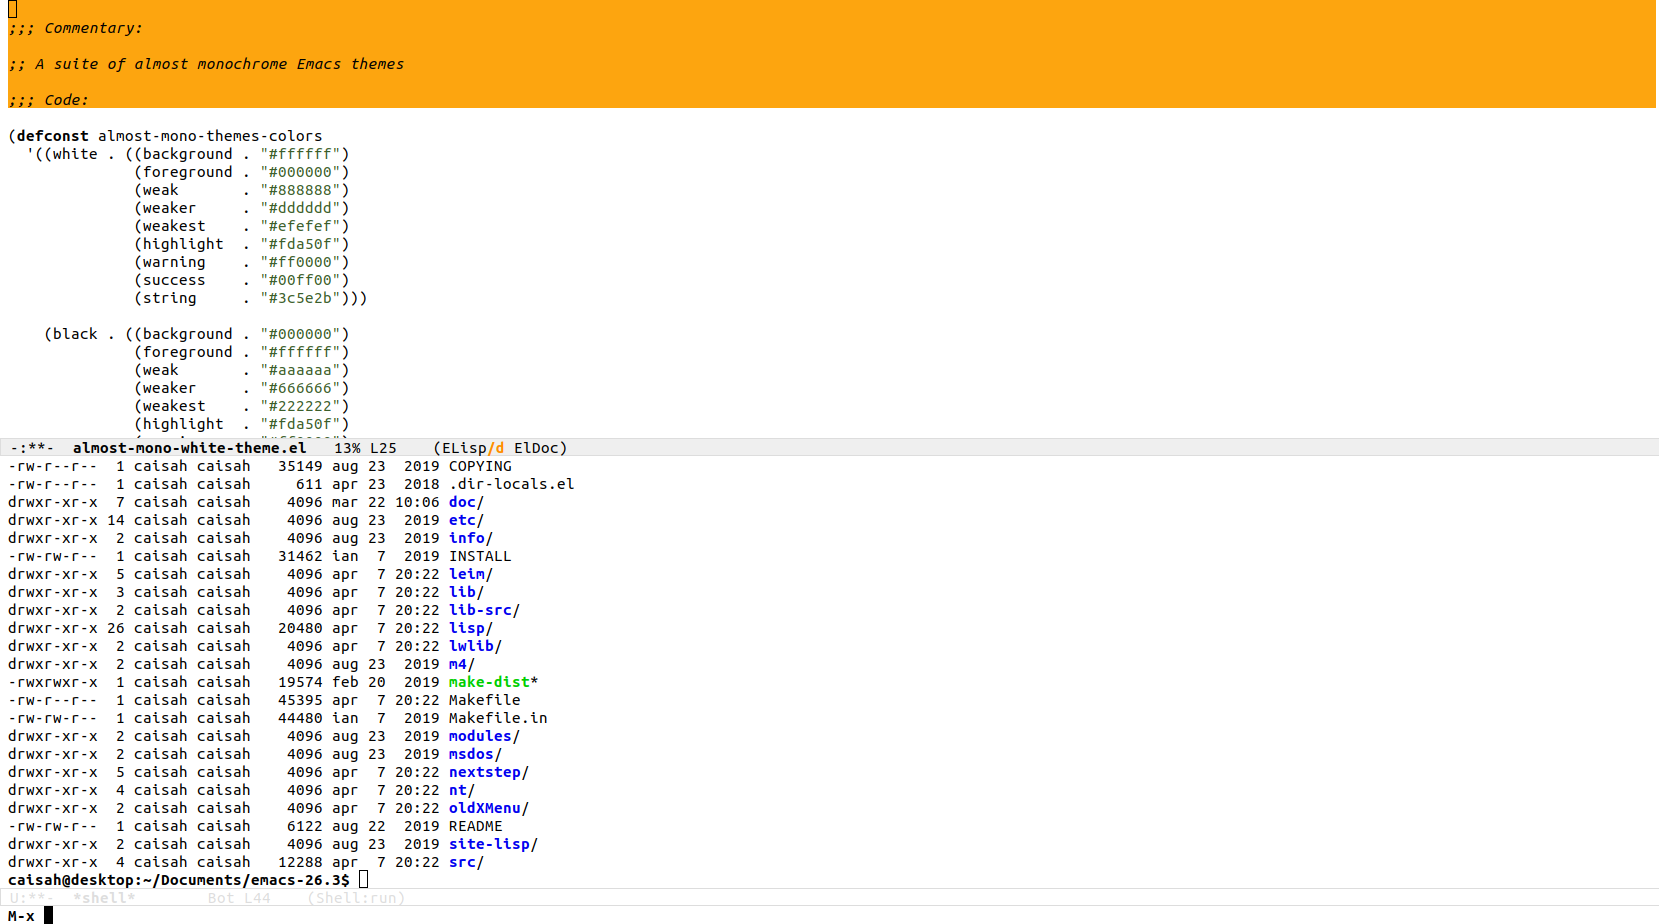 ;;; Commentary:

;; A suite of almost monochrome Emacs themes

;;; Code:

(defconst almost-mono-themes-colors
  '((white . ((background . "#ffffff")
              (foreground . "#000000")
              (weak       . "#888888")
              (weaker     . "#dddddd")
              (weakest    . "#efefef")
              (highlight  . "#fda50f")
              (warning    . "#ff0000")
              (success    . "#00ff00")
              (string     . "#3c5e2b")))

    (black . ((background . "#000000")
              (foreground . "#ffffff")
              (weak       . "#aaaaaa")
              (weaker     . "#666666")
              (weakest    . "#222222")
              (highlight  . "#fda50f")
-:**-  almost-mono-white-theme.el   13% L25    (ELisp/d ElDoc)
-rw-r--r--  1 caisah caisah   35149 aug 23  2019 COPYING
-rw-r--r--  1 caisah caisah     611 apr 23  2018 .dir-locals.el
drwxr-xr-x  7 caisah caisah    4096 mar 22 10:06 doc/
drwxr-xr-x 14 caisah caisah    4096 aug 23  2019 etc/
drwxr-xr-x  2 caisah caisah    4096 aug 23  2019 info/
-rw-rw-r--  1 caisah caisah   31462 ian  7  2019 INSTALL
drwxr-xr-x  5 caisah caisah    4096 apr  7 20:22 leim/
drwxr-xr-x  3 caisah caisah    4096 apr  7 20:22 lib/
drwxr-xr-x  2 caisah caisah    4096 apr  7 20:22 lib-src/
drwxr-xr-x 26 caisah caisah   20480 apr  7 20:22 lisp/
drwxr-xr-x  2 caisah caisah    4096 apr  7 20:22 lwlib/
drwxr-xr-x  2 caisah caisah    4096 aug 23  2019 m4/
-rwxrwxr-x  1 caisah caisah   19574 feb 20  2019 make-dist*
-rw-r--r--  1 caisah caisah   45395 apr  7 20:22 Makefile
-rw-rw-r--  1 caisah caisah   44480 ian  7  2019 Makefile.in
drwxr-xr-x  2 caisah caisah    4096 aug 23  2019 modules/
drwxr-xr-x  2 caisah caisah    4096 aug 23  2019 msdos/
drwxr-xr-x  5 caisah caisah    4096 apr  7 20:22 nextstep/
drwxr-xr-x  4 caisah caisah    4096 apr  7 20:22 nt/
drwxr-xr-x  2 caisah caisah    4096 apr  7 20:22 oldXMenu/
-rw-rw-r--  1 caisah caisah    6122 aug 22  2019 README
drwxr-xr-x  2 caisah caisah    4096 aug 23  2019 site-lisp/
drwxr-xr-x  4 caisah caisah   12288 apr  7 20:22 src/
caisah@desktop:~/Documents/emacs-26.3$
U:**-  *shell*        Bot L44    (Shell:run)
M-x